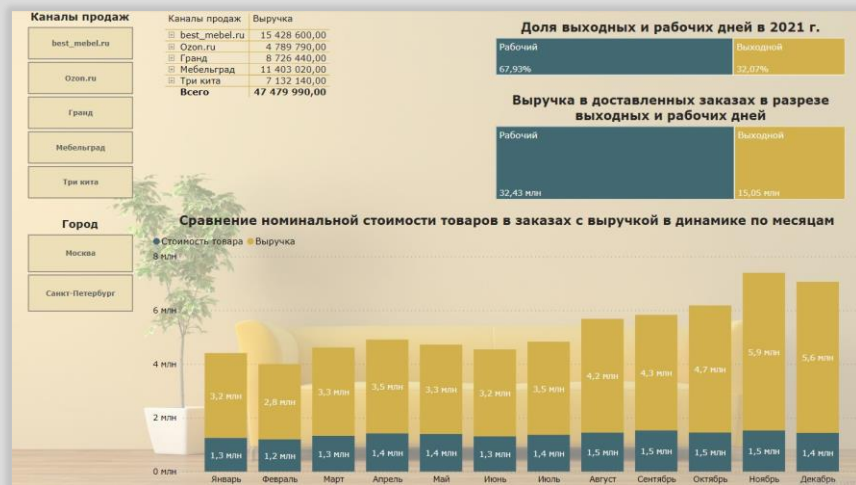 Каналы продаж
best_mebel.ru
Ozon.ru
Гранд
Мебельград
Три кита
Город
Москва
Санкт-Петербург
Каналы продаж Выручка
best_mebel.ru 15 428 600,00
Ozon.ru 4 789 790,00
Гранд 8 726 440,00
Мебельград 11 403 020,00
Три кита 7 132 140,00
Всего 47 479 990,00
Доля выходных и рабочих дней в 2021 г.
Рабочий Выходной
67,93% 32,07%
Выручка в доставленных заказах в разрезе
выходных и рабочих дней
Рабочий Выходной
32,43 млн 15,05 млн
Сравнение номинальной стоимости товаров в заказах с выручкой в динамике по месяцам
Стоимость товара Выручка
8 млн
6 млн
4 млн
2 млн
0 млн
3,2 млн 2,8 млн 3,3 млн 3,5 млн 3,3 млн 3,2 млн 3,5 млн 4,2 млн 4,3 млн 4,7 млн 5,9 млн 5,6 млн
1,3 млн 1,2 млн 1,3 млн 1,4 млн 1,4 млн 1,3 млн 1,4 млн 1,5 млн 1,5 млн 1,5 млн 1,5 млн 1,4 млн
Январь Февраль Март Апрель Май Июнь Июль Август Сентябрь Октябрь Ноябрь Декабрь